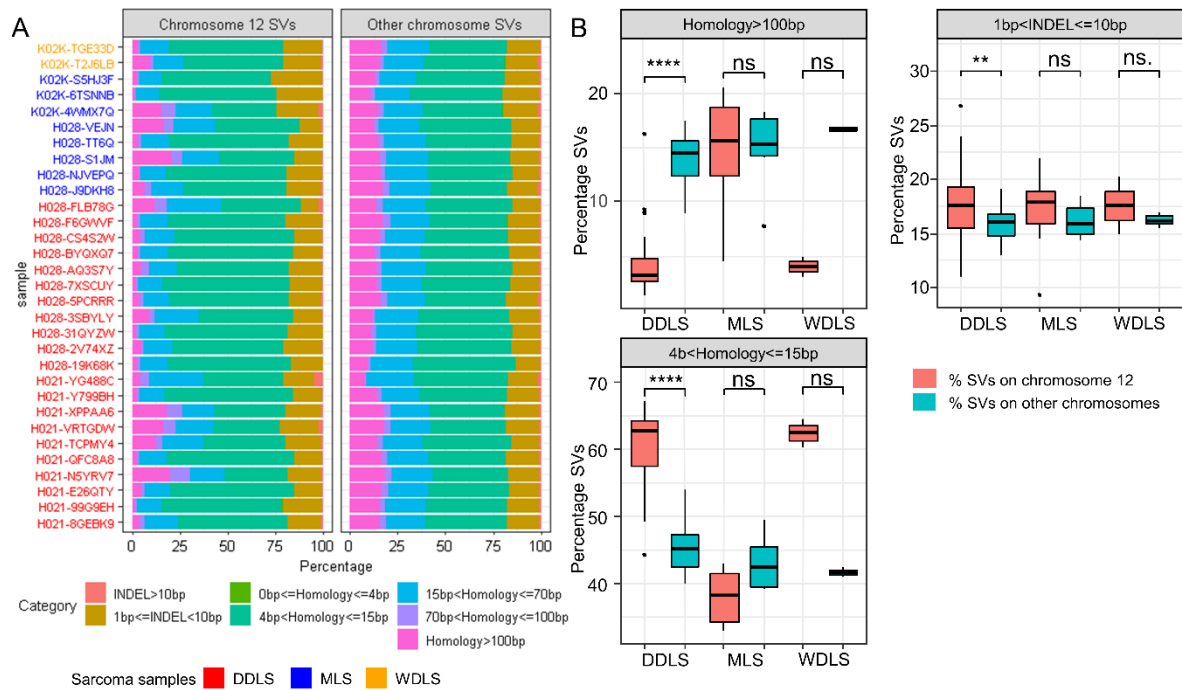 A
Chromosome 12 SVs
Other chromosome SVs
sample
K02K-TGE33D
K02K-T2J6LB
K02K-S5HJ3F
K02K-6TSNNB
K02K-4WMX7Q
H028-VEJN
H028-TT6Q
H028-S1JM
H028-NJVEPQ
H028-J9DKH8
H028-FLB78G
H028-F6GWVF
H028-CS4S2W
H028-BYQXQ7
H028-AQ3S7Y
H028-7XSCUY
H028-5PCRRR
H028-3SBYLY
H028-31QYZW
H028-2V74XZ
H028-19K68K
H021-YG488C
H021-Y799BH
H021-XPPAA6
H021-VRTGDW
H021-TCPMY4
H021-QFC8A8
H021-N5YRV7
H021-E26QTY
H021-99G9EH
H021-8GEBK9
0 25 50 75 100 0 25 50 75 100
Percentage
Category
INDEL>10bp
1bp<=INDEL<10bp
0bp<=Homology<=4bp
4bp<Homology<=15bp
15bp<Homology<=70bp
70bp<Homology<=100bp
Homology>100bp
Sarcoma samples DDLS MLS WDLS
B
Homology>100bp
Percentage SVs
20
10
**** ns ns
DDLS MLS WDLS
1bp<INDEL<=10bp
Percentage SVs
30
25
20
15
10
** ns ns.
DDLS MLS WDLS
4b<Homology<=15bp
Percentage SVs
70
60
50
40
**** ns ns
DDLS MLS WDLS
% SVs on chromosome 12
% SVs on other chromosomes